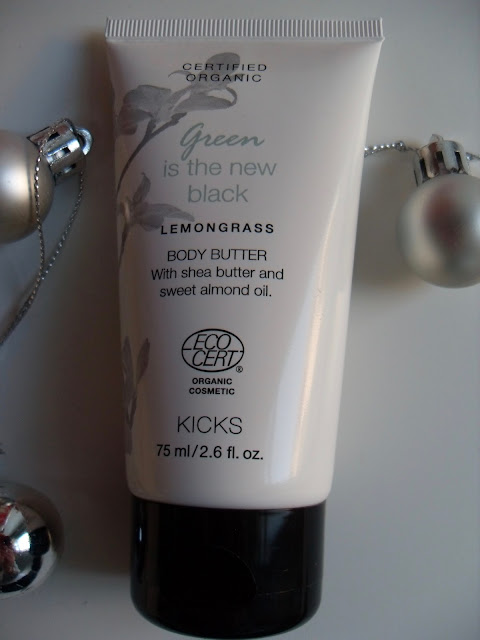 CERTIFIED
ORGANIC
Green
is the new
black
LEMONGRASS
BODY BUTTER
With shea butter and
sweet almond oil.
ECO
CERT
®
ORGANIC
COSMETIC
KICKS
75 ml/2.6 fl. oz.